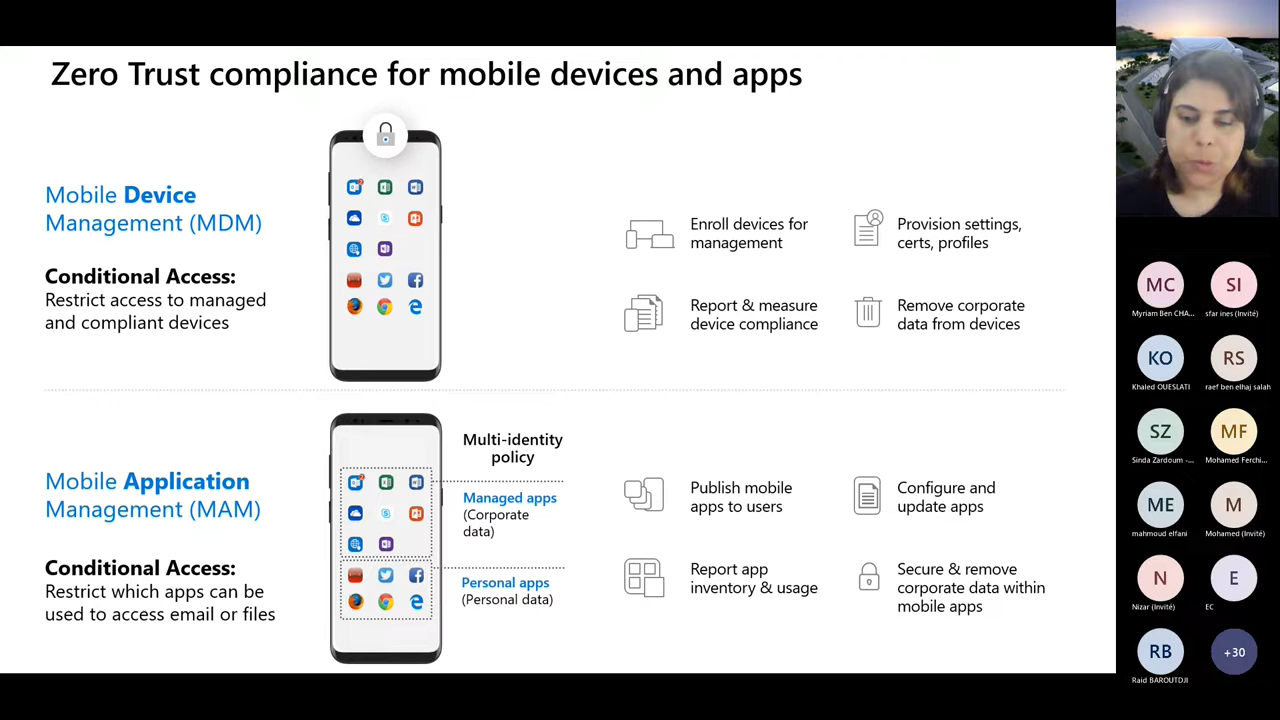 Zero Trust compliance for mobile devices and apps
Mobile Device
Management (MDM)
Conditional Access:
Restrict access to managed
and compliant devices
Enroll devices for
management
Provision settings,
certs, profiles
Report & measure
device compliance
Remove corporate
data from devices
Mobile Application
Management (MAM)
Conditional Access:
Restrict which apps can be
used to access email or files
Multi-identity
policy
Managed apps
(Corporate
data)
Personal apps
(Personal data)
Publish mobile
apps to users
Configure and
update apps
Report app
inventory & usage
Secure & remove
corporate data within
mobile apps
MC
Myriam Ben CHA...
SI
sfar ines (Invité)
KO
Khaled OUESLATI
RS
raef ben elhaj salah
SZ
Sinda Zardoum -...
MF
Mohamed Ferchi...
ME
mahmoud elfani
M
Mohamed (Invité)
N
Nizar (Invité)
E
EC
RB
Raid BAROUTDJI
+30